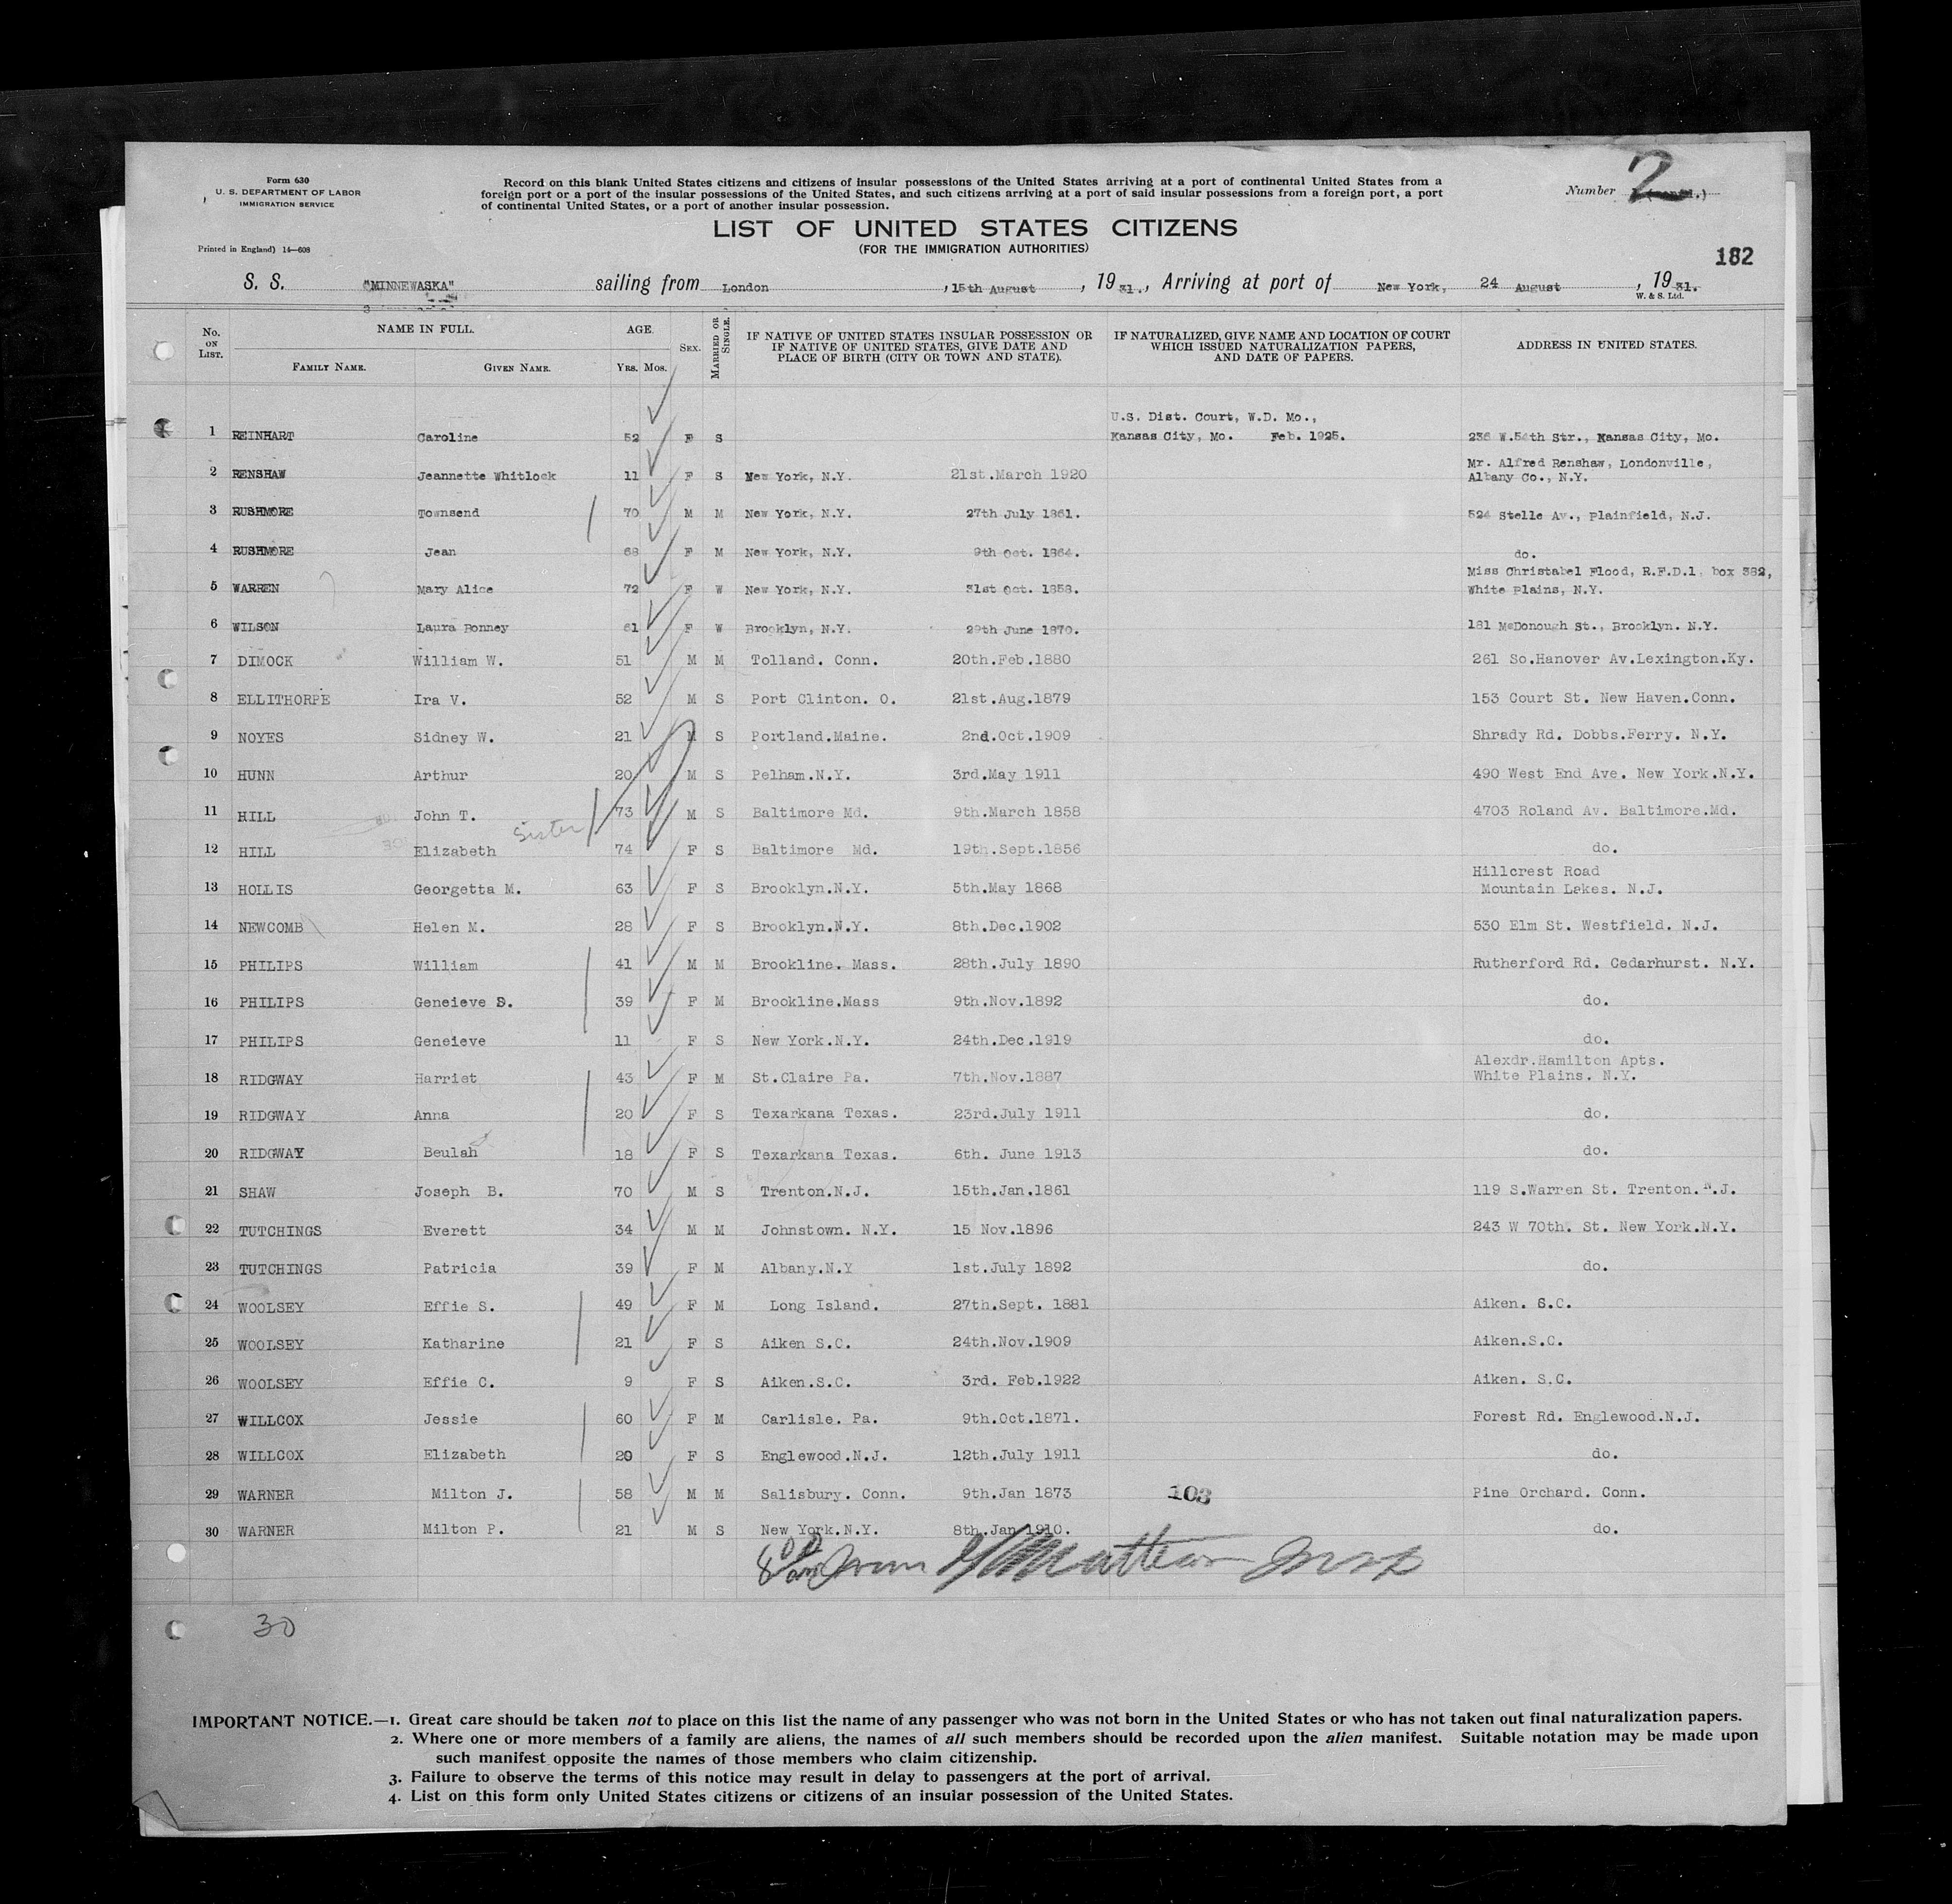 Form 630
U. S. DEPARTMENT OF LABOR
IMMIGRATION SERVICE
Printed in England) 14—608
Record on this blank United States citizens and citizens of insular possessions of the United States arriving at a port of continental United States from a
foreign port or a port of the insular possessions of the United States, and such citizens arriving at a port of said insular possessions from a foreign port, a port
of continental United States, or a port of another insular possession.
Number 2
LIST OF UNITED STATES CITIZENS
(FOR THE IMMIGRATION AUTHORITIES)
182
S. S. "MINNEWASKA" sailing from London , 15th August , 19 31. , Arriving at port of New York, 24 August , 19 31.
W. & S. Ltd.
No. ON LIST. NAME IN FULL. AGE. SEX. MARRIED OR SINGLE. IF NATIVE OF UNITED STATES INSULAR POSSESSION OR IF NATIVE OF UNITED STATES, GIVE DATE AND PLACE OF BIRTH (CITY OR TOWN AND STATE). IF NATURALIZED, GIVE NAME AND LOCATION OF COURT WHICH ISSUED NATURALIZATION PAPERS, AND DATE OF PAPERS. ADDRESS IN UNITED STATES.
FAMILY NAME. GIVEN NAME. YRS. MOS.
U.S. Dist. Court, W.D. Mo.,
1 REINHART Caroline 52 F S Kansas City, Mo. Feb. 1925. 236 W.54th Str., Kansas City, Mo.
Mr. Alfred Renshaw, Londonville,
2 RENSHAW Jeannette Whitlock 11 F S New York, N.Y. 21st.March 1920 Albany Co., N.Y.
3 RUSHMORE Townsend 70 M M New York, N.Y. 27th July 1861. 524 Stelle Av., Plainfield, N.J.
4 RUSHMORE Jean 68 F M New York, N.Y. 9th Oct. 1864. do.
Miss Christabel Flood, R.F.D.1, box 382,
5 WARREN Mary Alice 72 F W New York, N.Y. 31st Oct. 1858. White Plains, N.Y.
6 WILSON Laura Bonney 61 F W Brooklyn, N.Y. 29th June 1870. 181 McDonough St., Brooklyn. N.Y.
7 DIMOCK William W. 51 M M Tolland. Conn. 20th.Feb.1880 261 So.Hanover Av.Lexington.Ky.
8 ELLITHORPE Ira V. 52 M S Port Clinton. O. 21st.Aug.1879 153 Court St. New Haven.Conn.
9 NOYES Sidney W. 21 M S Portland.Maine. 2nd.Oct.1909 Shrady Rd. Dobbs.Ferry. N.Y.
10 HUNN Arthur 20 M S Pelham.N.Y. 3rd.May 1911 490 West End Ave. New York.N.Y.
11 HILL John T. 73 M S Baltimore Md. 9th.March 1858 4703 Roland Av. Baltimore.Md.
Sister
12 HILL Elizabeth 74 F S Baltimore Md. 19th.Sept.1856 do.
Hillcrest Road
13 HOLLIS Georgetta M. 63 F S Brooklyn.N.Y. 5th.May 1868 Mountain Lakes. N.J.
14 NEWCOMB Helen M. 28 F S Brooklyn.N.Y. 8th.Dec.1902 530 Elm St. Westfield. N.J.
15 PHILIPS William 41 M M Brookline. Mass. 28th.July 1890 Rutherford Rd. Cedarhurst. N.Y.
16 PHILIPS Geneieve S. 39 F M Brookline.Mass 9th.Nov.1892 do.
17 PHILIPS Geneieve 11 F S New York.N.Y. 24th.Dec.1919 do.
Alexdr.Hamilton Apts.
18 RIDGWAY Harriet 43 F M St.Claire Pa. 7th.Nov.1887 White Plains. N.Y.
19 RIDGWAY Anna 20 F S Texarkana Texas. 23rd.July 1911 do.
20 RIDGWAY Beulah 18 F S Texarkana Texas. 6th. June 1913 do.
21 SHAW Joseph B. 70 M S Trenton.N.J. 15th.Jan.1861 119 S.Warren St. Trenton.N.J.
22 TUTCHINGS Everett 34 M M Johnstown. N.Y. 15 Nov.1896 243 W 70th. St. New York.N.Y.
23 TUTCHINGS Patricia 39 F M Albany.N.Y 1st.July 1892 do.
24 WOOLSEY Effie S. 49 F M Long Island. 27th.Sept. 1881 Aiken. S.C.
25 WOOLSEY Katharine 21 F S Aiken S.C. 24th.Nov.1909 Aiken.S.C.
26 WOOLSEY Effie C. 9 F S Aiken.S.C. 3rd. Feb.1922 Aiken. S.C.
27 WILLCOX Jessie 60 F M Carlisle. Pa. 9th.Oct.1871. Forest Rd. Englewood.N.J.
28 WILLCOX Elizabeth 20 F S Englewood.N.J. 12th.July 1911 do.
29 WARNER Milton J. 58 M M Salisbury. Conn. 9th.Jan 1873 103 Pine Orchard. Conn.
30 WARNER Milton P. 21 M S New York.N.Y. 8th.Jan 1910. do.
30
IMPORTANT NOTICE.—1. Great care should be taken not to place on this list the name of any passenger who was not born in the United States or who has not taken out final naturalization papers.
2. Where one or more members of a family are aliens, the names of all such members should be recorded upon the alien manifest. Suitable notation may be made upon
such manifest opposite the names of those members who claim citizenship.
3. Failure to observe the terms of this notice may result in delay to passengers at the port of arrival.
4. List on this form only United States citizens or citizens of an insular possession of the United States.